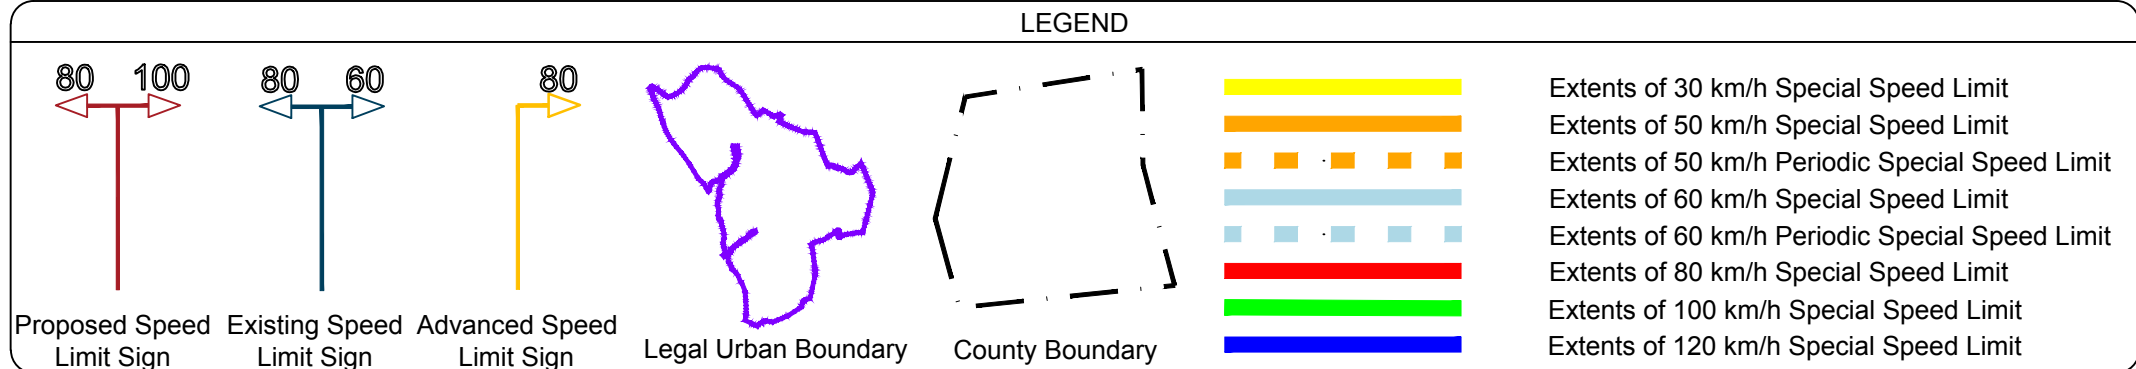 LEGEND
80 100
80 60
80
Proposed Speed
Limit Sign
Existing Speed
Limit Sign
Advanced Speed
Limit Sign
Legal Urban Boundary
County Boundary
Extents of 30 km/h Special Speed Limit
Extents of 50 km/h Special Speed Limit
Extents of 50 km/h Periodic Special Speed Limit
Extents of 60 km/h Special Speed Limit
Extents of 60 km/h Periodic Special Speed Limit
Extents of 80 km/h Special Speed Limit
Extents of 100 km/h Special Speed Limit
Extents of 120 km/h Special Speed Limit